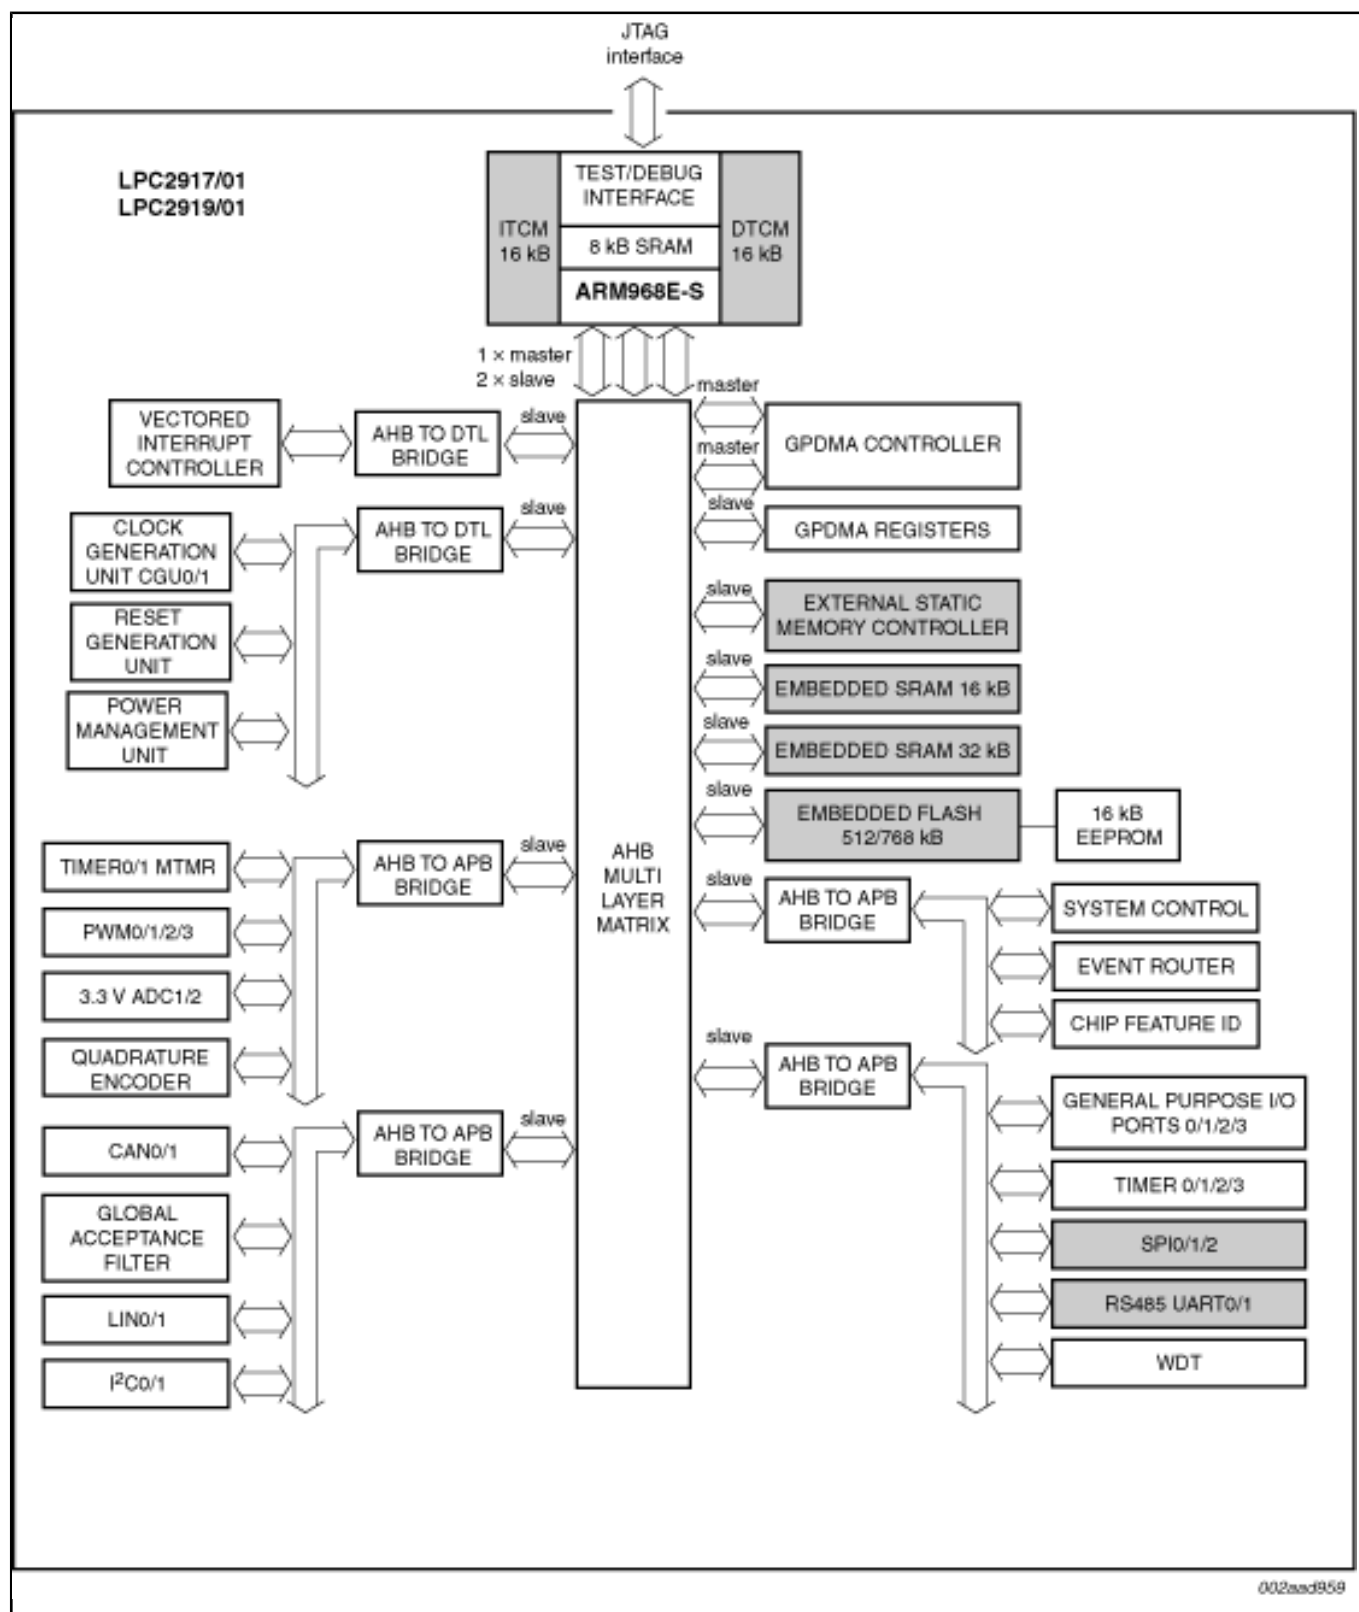 JTAG
interface
LPC2917/01
LPC2919/01
ITCM
16 kB
TEST/DEBUG
INTERFACE
8 kB SRAM
ARM968E-S
DTCM
16 kB
1 × master
2 × slave
master
master
slave
GPDMA CONTROLLER
GPDMA REGISTERS
VECTORED
INTERRUPT
CONTROLLER
AHB TO DTL
BRIDGE
slave
CLOCK
GENERATION
UNIT CGU0/1
AHB TO DTL
BRIDGE
slave
RESET
GENERATION
UNIT
POWER
MANAGEMENT
UNIT
slave
EXTERNAL STATIC
MEMORY CONTROLLER
slave
EMBEDDED SRAM 16 kB
slave
EMBEDDED SRAM 32 kB
slave
EMBEDDED FLASH
512/768 kB
16 kB
EEPROM
AHB
MULTI
LAYER
MATRIX
TIMER0/1 MTMR
AHB TO APB
BRIDGE
slave
PWM0/1/2/3
3.3 V ADC1/2
QUADRATURE
ENCODER
slave
AHB TO APB
BRIDGE
SYSTEM CONTROL
EVENT ROUTER
CHIP FEATURE ID
slave
AHB TO APB
BRIDGE
GENERAL PURPOSE I/O
PORTS 0/1/2/3
TIMER 0/1/2/3
SPI0/1/2
RS485 UART0/1
WDT
CAN0/1
AHB TO APB
BRIDGE
slave
GLOBAL
ACCEPTANCE
FILTER
LIN0/1
I²C0/1
002aad959